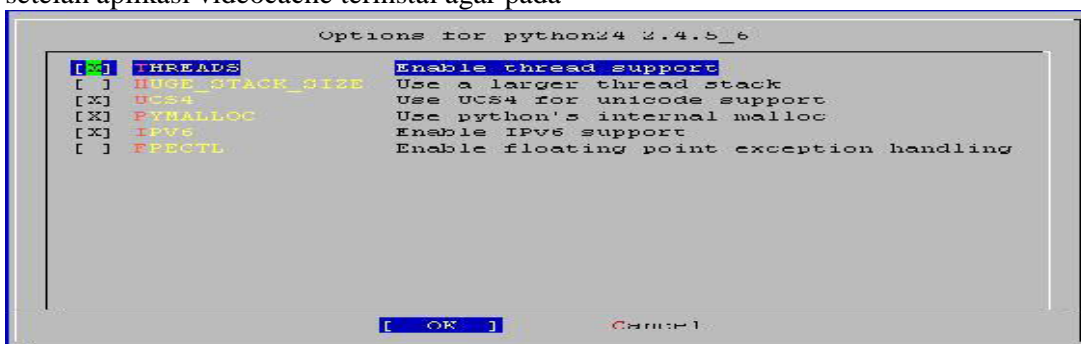 setelah aplikasi videocache terinstal agar pada
Options for python24 2.4.5_6
[X] THREADS Enable thread support
[ ] HUGE_STACK_SIZE Use a larger thread stack
[X] UCS4 Use UCS4 for unicode support
[X] PYMALLOC Use python's internal malloc
[X] IPV6 Enable IPv6 support
[ ] FPECTL Enable floating point exception handling
[ OK ] Cancel